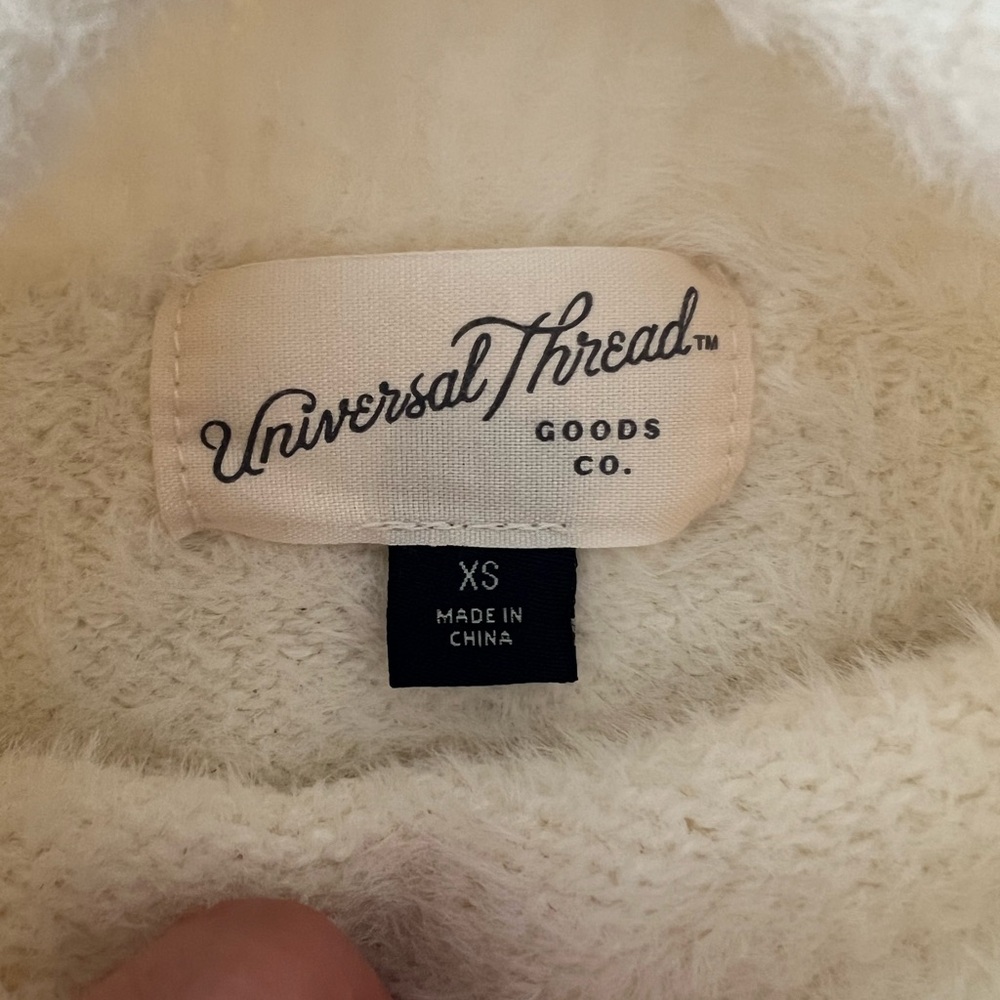 Universal Thread™
GOODS
CO.
XS
MADE IN
CHINA